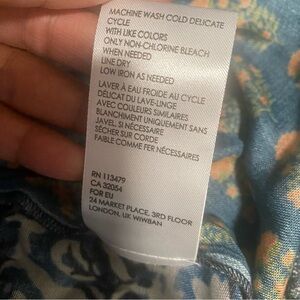 MACHINE WASH COLD DELICATE
CYCLE
WITH LIKE COLORS
ONLY NON-CHLORINE BLEACH
WHEN NEEDED
LINE DRY
LOW IRON AS NEEDED
LAVER À EAU FROIDE AU CYCLE
DÉLICAT DU LAVE-LINGE
AVEC COULEURS SIMILAIRES
BLANCHIMENT UNIQUEMENT SANS
JAVEL, SI NÉCESSAIRE
SÉCHER SUR CORDE
FAIBLE COMME FER NÉCESSAIRES
RN 113479
CA 32054
FOR EU
24 MARKET PLACE, 3RD FLOOR
LONDON, UK WIWBAN